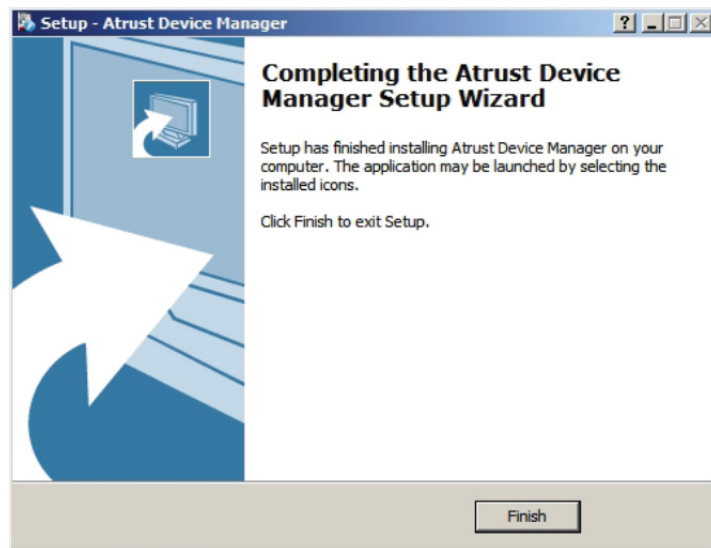 Setup - Atrust Device Manager
Completing the Atrust Device
Manager Setup Wizard
Setup has finished installing Atrust Device Manager on your
computer. The application may be launched by selecting the
installed icons.
Click Finish to exit Setup.
Finish